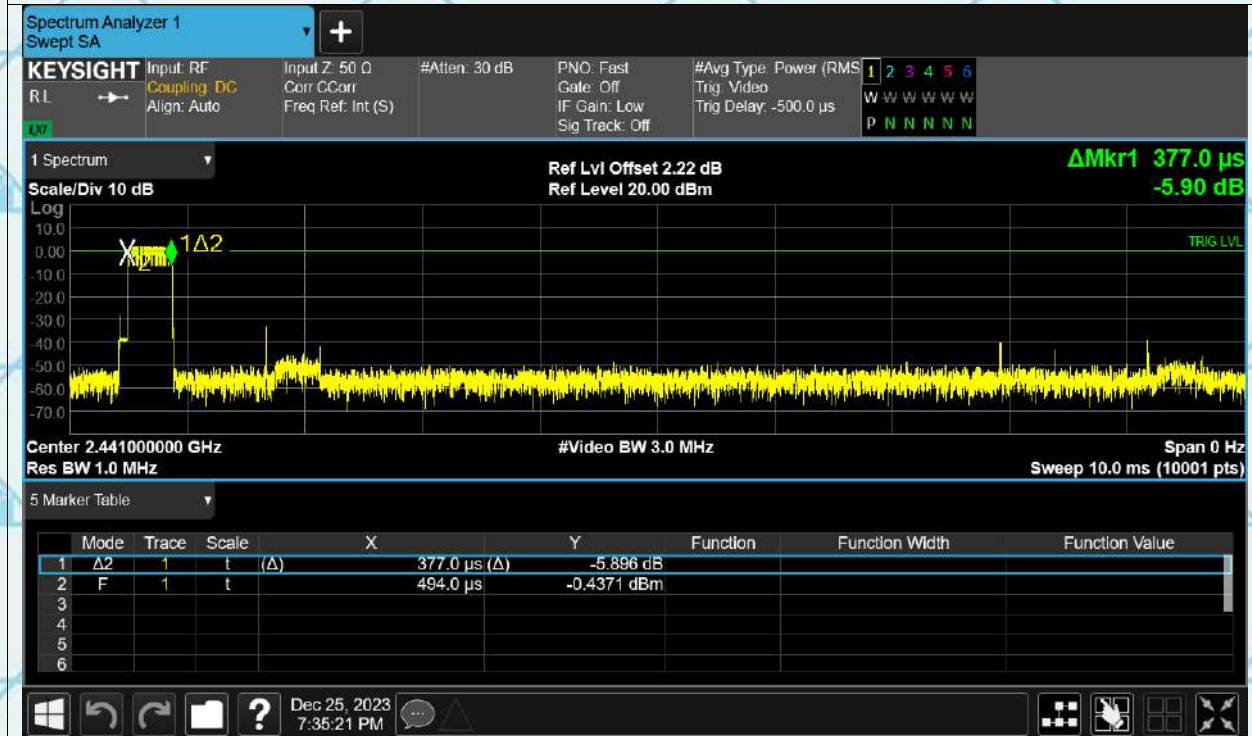 Spectrum Analyzer 1
Swept SA
+
KEYSIGHT
RL
LXI
Input: RF
Coupling: DC
Align: Auto
Input Z: 50 Ω
Corr CCorr
Freq Ref: Int (S)
#Atten: 30 dB
PNO: Fast
Gate: Off
IF Gain: Low
Sig Track: Off
#Avg Type: Power (RMS
Trig: Video
Trig Delay: -500.0 µs
1 2 3 4 5 6
W W W W W W
P N N N N N
1 Spectrum
Scale/Div 10 dB
Ref Lvl Offset 2.22 dB
Ref Level 20.00 dBm
ΔMkr1 377.0 µs
-5.90 dB
Log
10.0
0.00
-10.0
-20.0
-30.0
-40.0
-50.0
-60.0
-70.0
X
2
1Δ2
TRIG LVL
Center 2.441000000 GHz
Res BW 1.0 MHz
#Video BW 3.0 MHz
Span 0 Hz
Sweep 10.0 ms (10001 pts)
5 Marker Table
Mode Trace Scale X Y Function Function Width Function Value
1 Δ2 1 t (Δ) 377.0 µs (Δ) -5.896 dB
2 F 1 t 494.0 µs -0.4371 dBm
3
4
5
6
?
Dec 25, 2023
7:35:21 PM